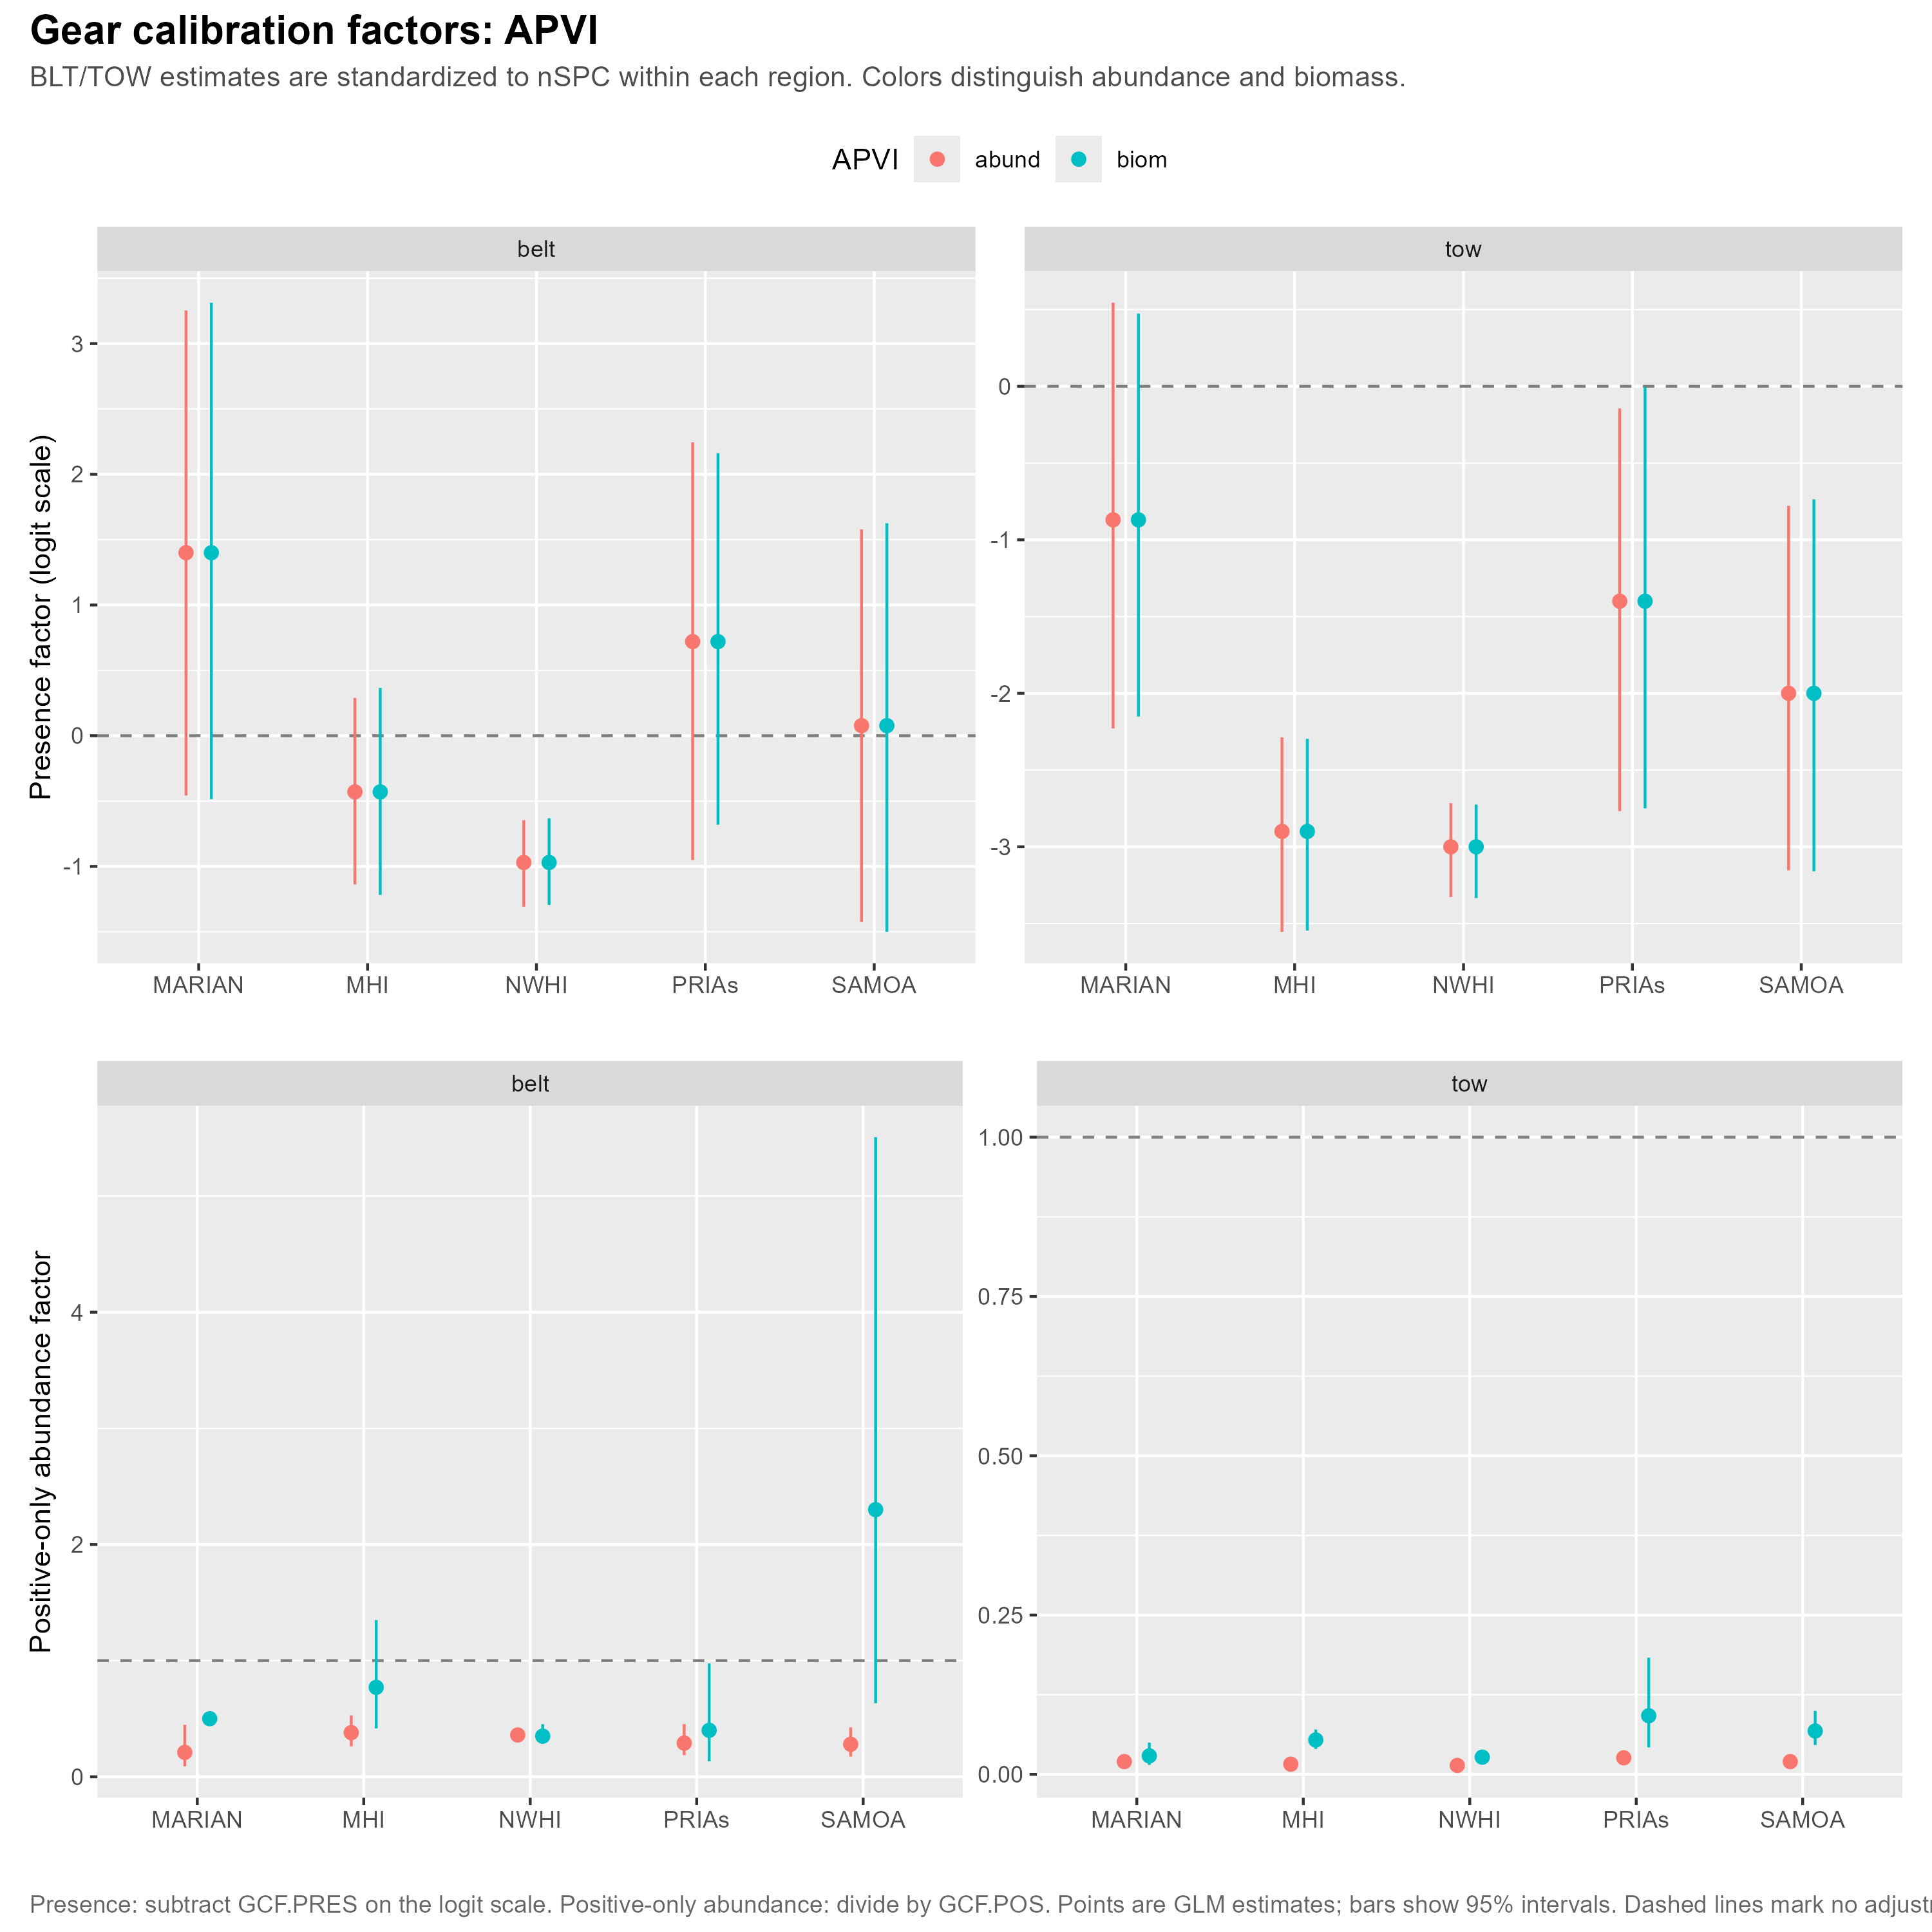 Gear calibration factors: APVI
BLT/TOW estimates are standardized to nSPC within each region. Colors distinguish abundance and biomass.
APVI abund biom
belt tow
Presence factor (logit scale)
3
2
1
0
-1
0
-1
-2
-3
MARIAN MHI NWHI PRIAs SAMOA
MARIAN MHI NWHI PRIAs SAMOA
belt tow
Positive-only abundance factor
4
2
0
1.00
0.75
0.50
0.25
0.00
MARIAN MHI NWHI PRIAs SAMOA
MARIAN MHI NWHI PRIAs SAMOA
Presence: subtract GCF.PRES on the logit scale. Positive-only abundance: divide by GCF.POS. Points are GLM estimates; bars show 95% intervals. Dashed lines mark no